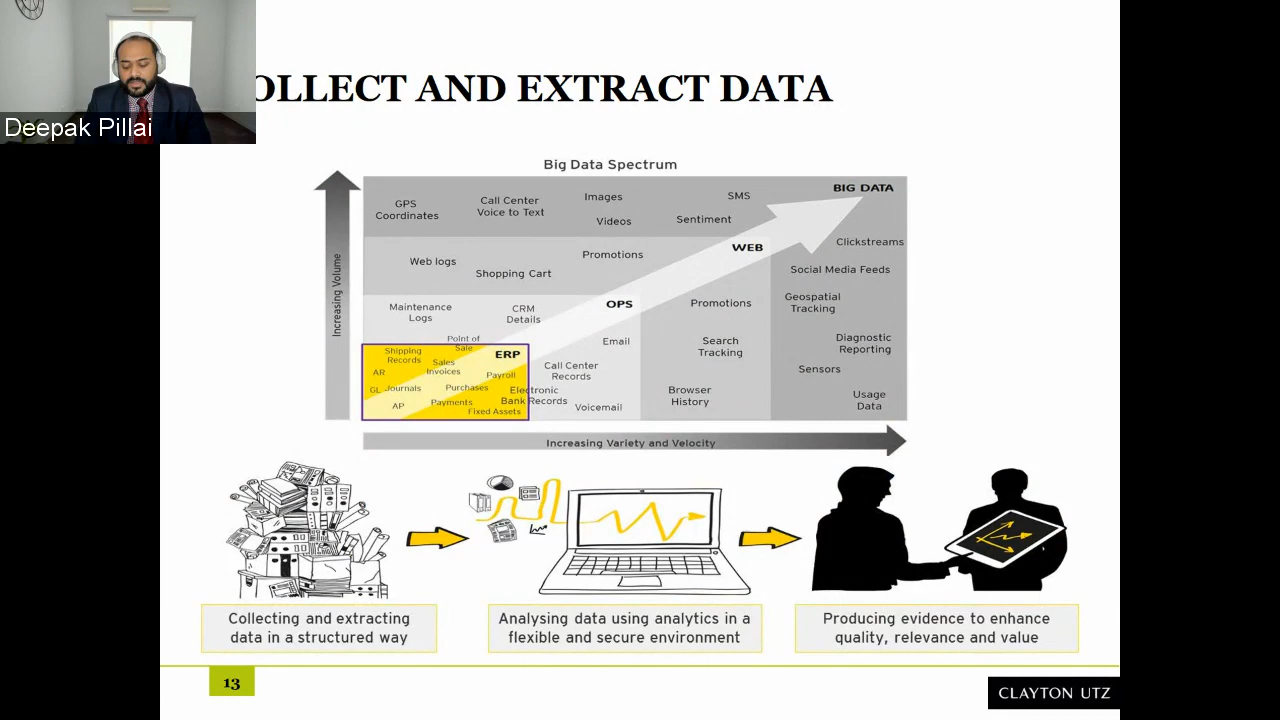 Deepak Pillai
OLLECT AND EXTRACT DATA
Big Data Spectrum
Increasing Volume
GPS
Coordinates
Call Center
Voice to Text
Images
Videos
SMS
Sentiment
BIG DATA
Web logs
Shopping Cart
Promotions
WEB
Clickstreams
Social Media Feeds
Maintenance
Logs
CRM
Details
OPS
Promotions
Geospatial
Tracking
Point of
Sale
Email
Search
Tracking
Diagnostic
Reporting
Shipping
Records
ERP
Sales
Invoices
AR
Payroll
Call Center
Records
Sensors
GL
Journals
Purchases
Electronic
Bank Records
Browser
History
Usage
Data
AP
Payments
Fixed Assets
Voicemail
Increasing Variety and Velocity
Collecting and extracting
data in a structured way
Analysing data using analytics in a
flexible and secure environment
Producing evidence to enhance
quality, relevance and value
13
CLAYTON UTZ